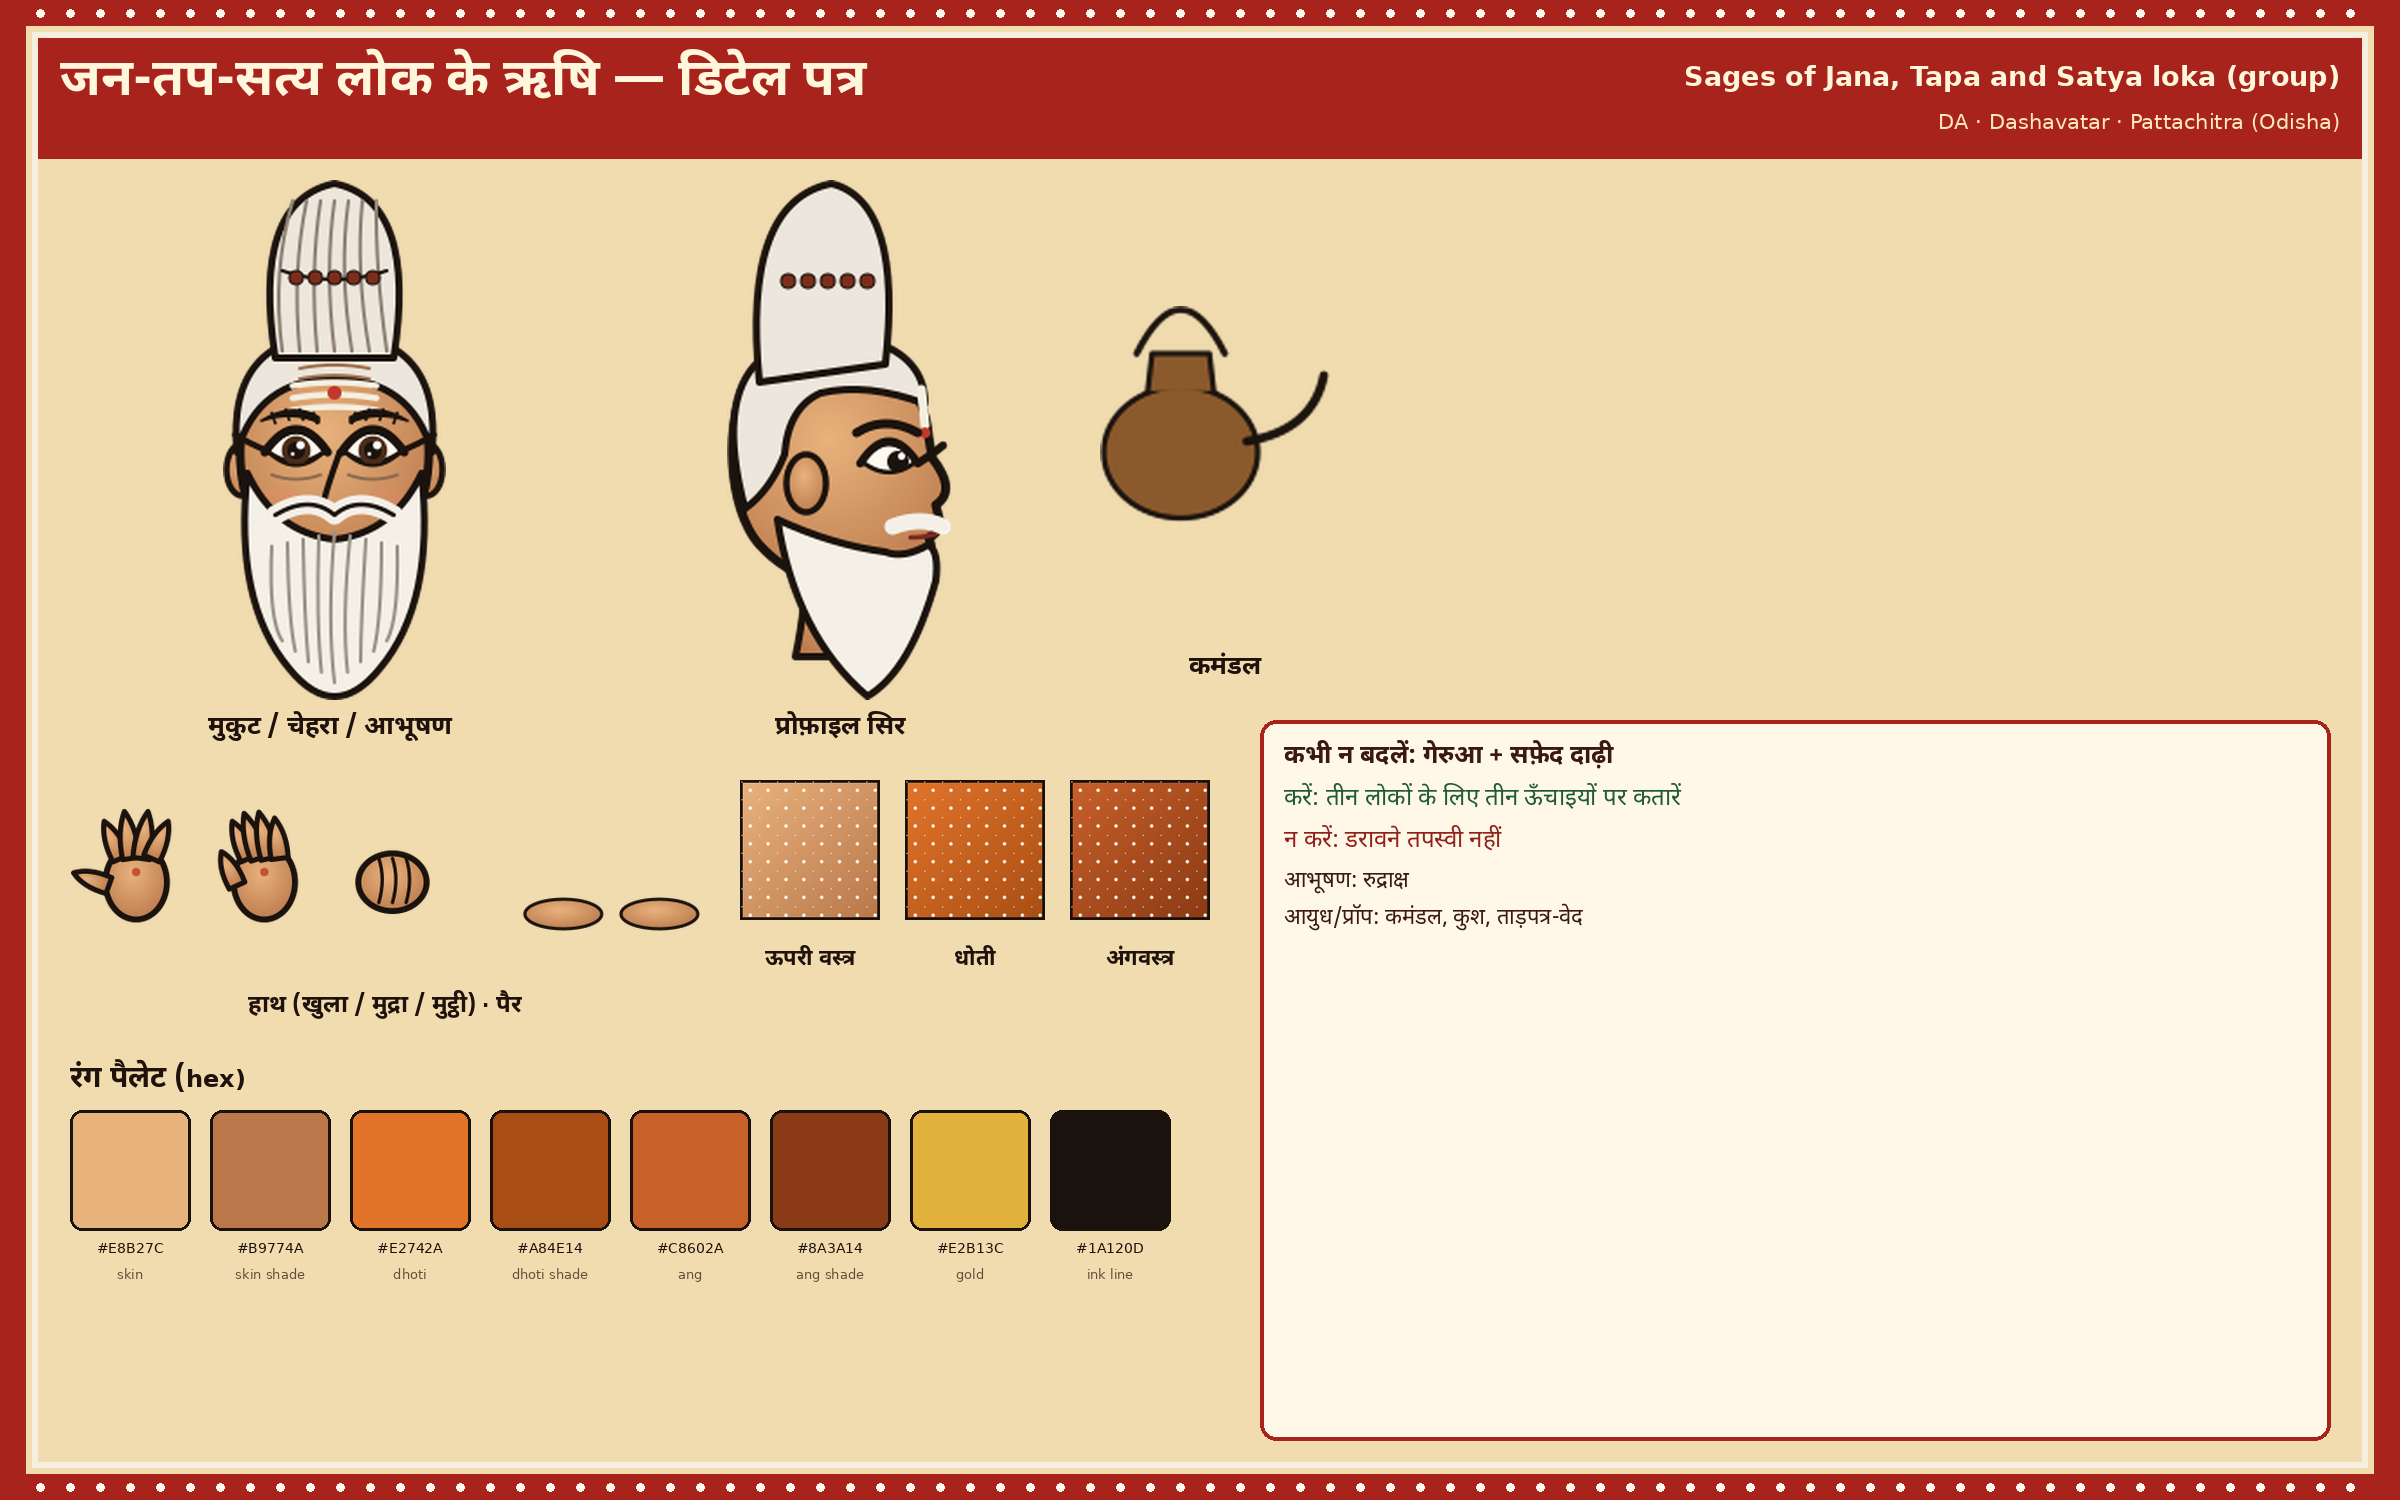 जन-तप-सत्य लोक के ऋषि — डिटेल पत्र
Sages of Jana, Tapa and Satya loka (group)
DA · Dashavatar · Pattachitra (Odisha)
कमंडल
मुकुट / चेहरा / आभूषण
प्रोफ़ाइल सिर
कभी न बदलें: गेरुआ + सफ़ेद दाढ़ी
करें: तीन लोकों के लिए तीन ऊँचाइयों पर कतारें
न करें: डरावने तपस्वी नहीं
आभूषण: रुद्राक्ष
आयुध/प्रॉप: कमंडल, कुश, ताड़पत्र-वेद
ऊपरी वस्त्र
धोती
अंगवस्त्र
हाथ (खुला / मुद्रा / मुट्ठी) · पैर
रंग पैलेट (hex)
#E8B27C #B9774A #E2742A #A84E14 #C8602A #8A3A14 #E2B13C #1A120D
skin skin shade dhoti dhoti shade ang ang shade gold ink line